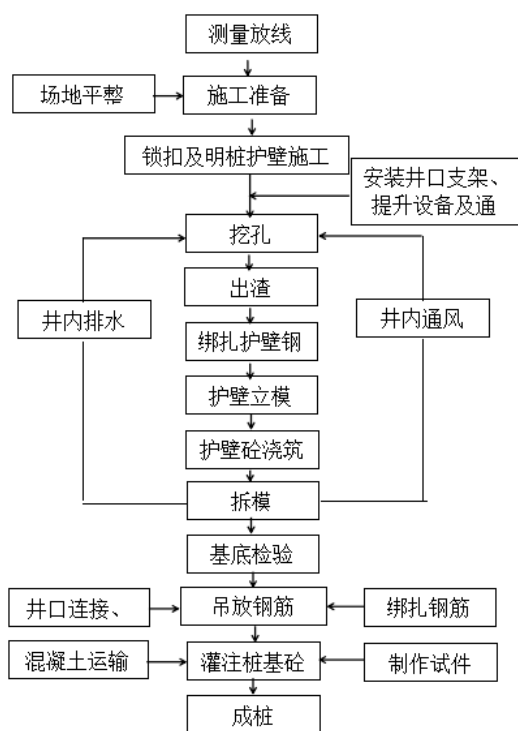 测量放线
场地平整
施工准备
锁扣及明桩护壁施工
安装井口支架、
提升设备及通
挖孔
出渣
井内排水
井内通风
绑扎护壁钢
护壁立模
护壁砼浇筑
拆模
基底检验
井口连接、
吊放钢筋
绑扎钢筋
混凝土运输
灌注桩基砼
制作试件
成桩